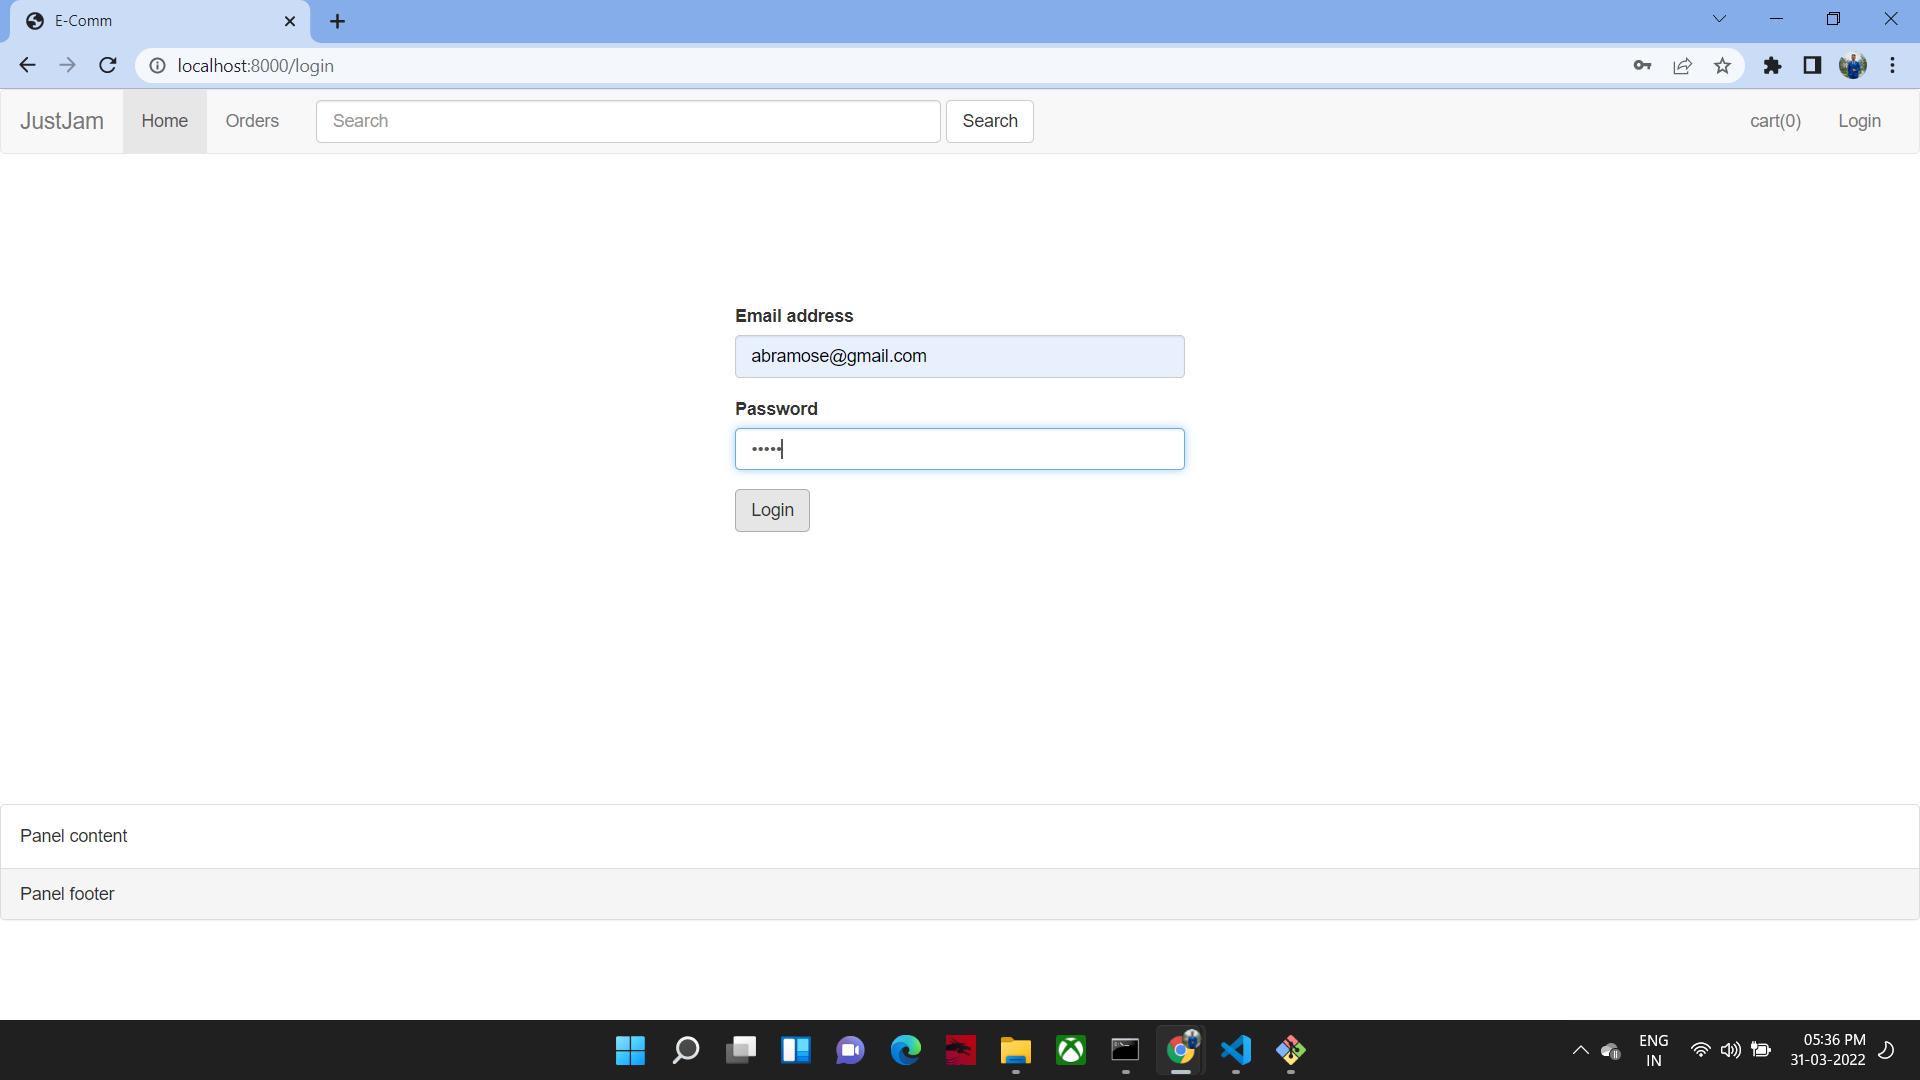 E-Comm
localhost:8000/login
JustJam Home Orders Search Search cart(0) Login
Email address
abramose@gmail.com
Password
•••••
Login
Panel content
Panel footer
ENG
IN
05:36 PM
31-03-2022